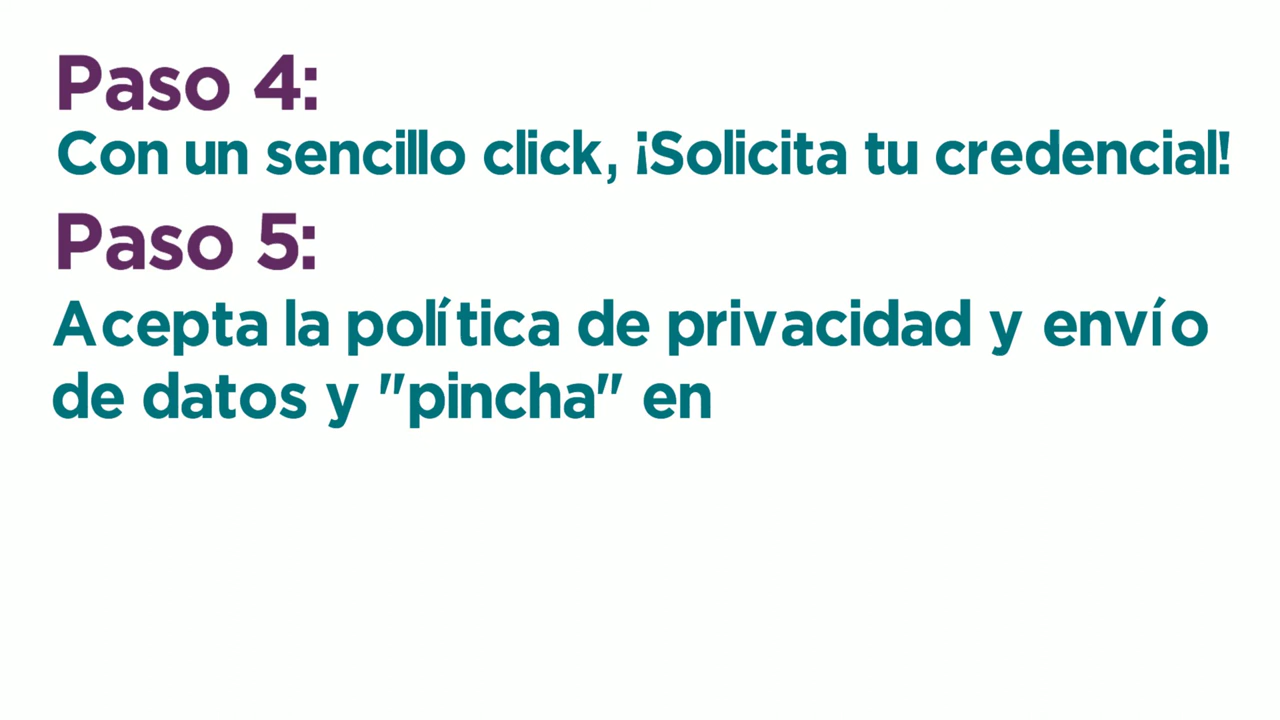 Paso 4:
Con un sencillo click, ¡Solicita tu credencial!
Paso 5:
Acepta la política de privacidad y envío
de datos y "pincha" en